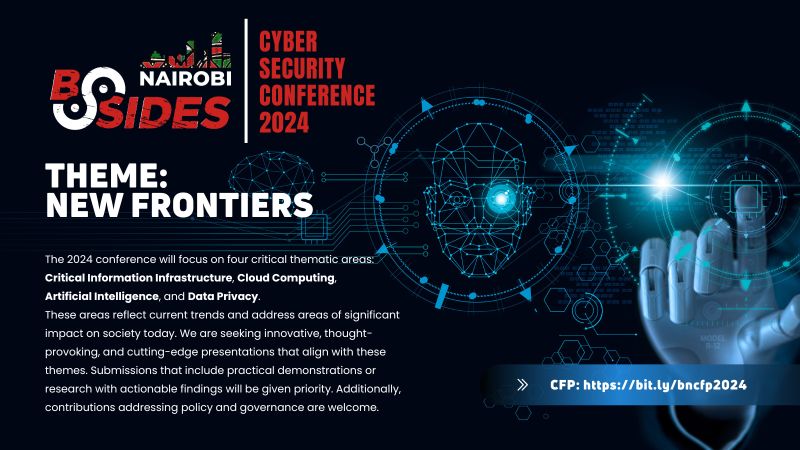 BSIDES
NAIROBI
CYBER
SECURITY
CONFERENCE
2024
THEME:
NEW FRONTIERS
The 2024 conference will focus on four critical thematic areas:
Critical Information Infrastructure, Cloud Computing,
Artificial Intelligence, and Data Privacy.
These areas reflect current trends and address areas of significant
impact on society today. We are seeking innovative, thought-
provoking, and cutting-edge presentations that align with these
themes. Submissions that include practical demonstrations or
research with actionable findings will be given priority. Additionally,
contributions addressing policy and governance are welcome.
MODEL
R-12
CFP: https://bit.ly/bncfp2024